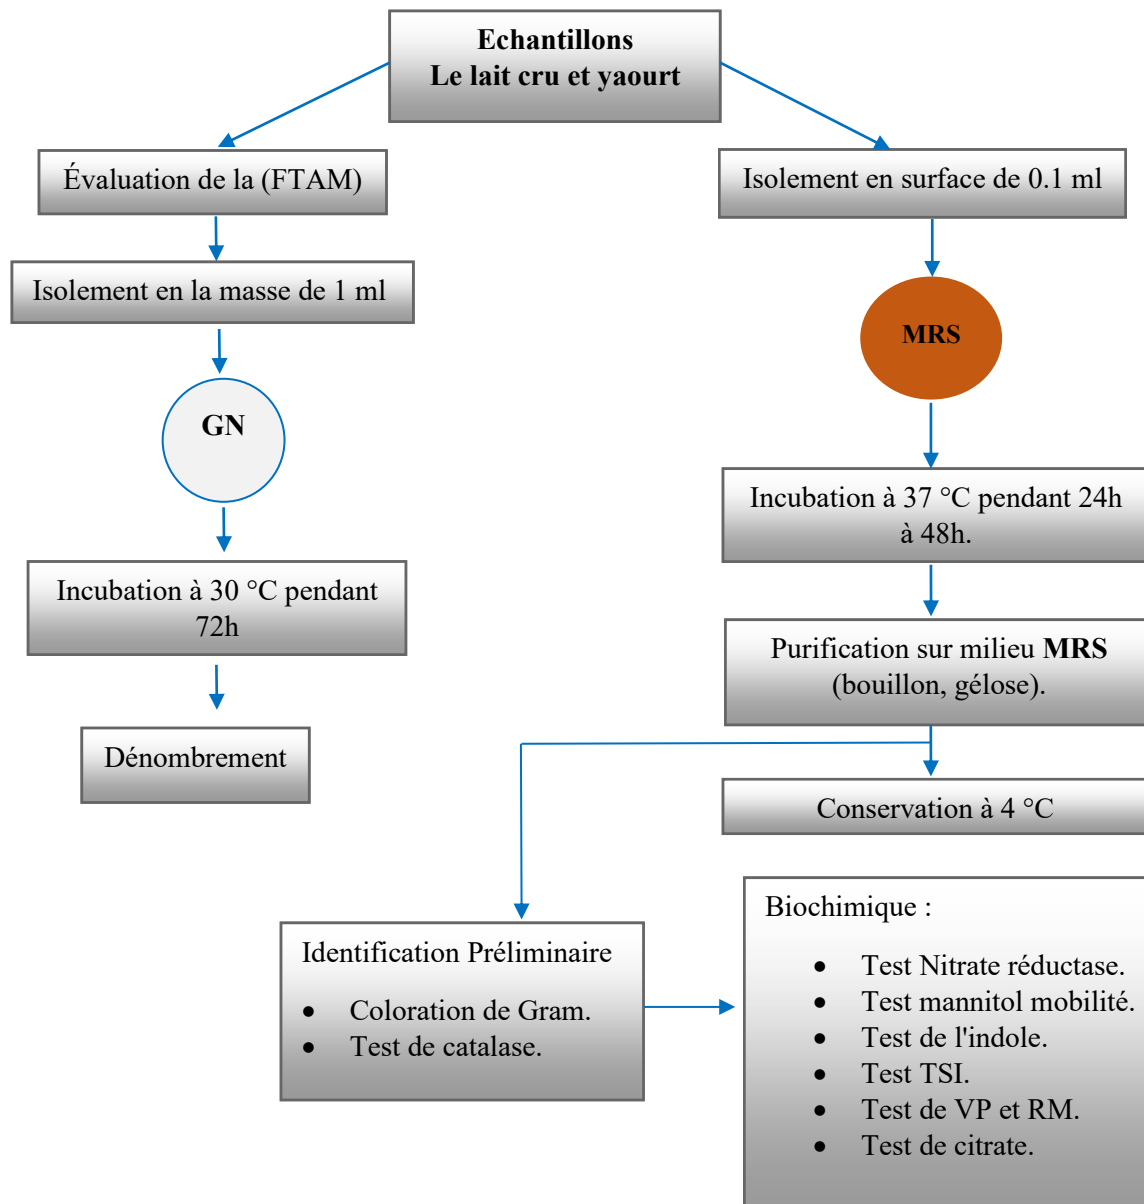 Echantillons
Le lait cru et yaourt
Évaluation de la (FTAM)
Isolement en la masse de 1 ml
GN
Incubation à 30 °C pendant
72h
Dénombrement
Isolement en surface de 0.1 ml
MRS
Incubation à 37 °C pendant 24h
à 48h.
Purification sur milieu MRS
(bouillon, gélose).
Conservation à 4 °C
Identification Préliminaire
• Coloration de Gram.
• Test de catalase.
Biochimique :
• Test Nitrate réductase.
• Test mannitol mobilité.
• Test de l'indole.
• Test TSI.
• Test de VP et RM.
• Test de citrate.